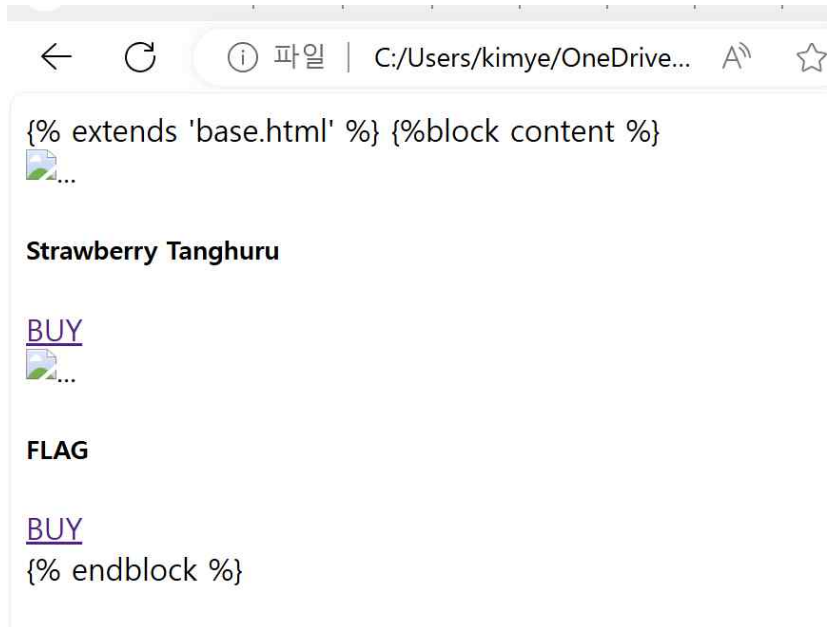 파일 | C:/Users/kimye/OneDrive... A
{% extends 'base.html' %} {%block content %}
...
Strawberry Tanghuru
BUY
...
FLAG
BUY
{% endblock %}